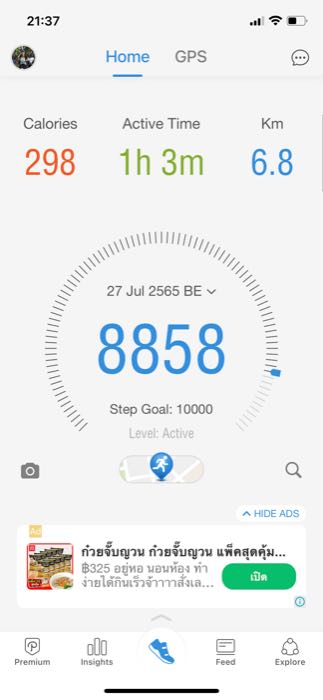 21:37
Home GPS
Calories Active Time Km
298 1h 3m 6.8
27 Jul 2565 BE
8858
Step Goal: 10000
Level: Active
HIDE ADS
Ad
ก๋วยจั๊บญวน ก๋วยจั๊บญวน แพ็คสุดคุ้ม...
฿325 อยู่หอ นอนห้อง ทำ
ง่ายได้กินเร็วจ้าาาาสั่งเล...
เปิด
Premium Insights Feed Explore